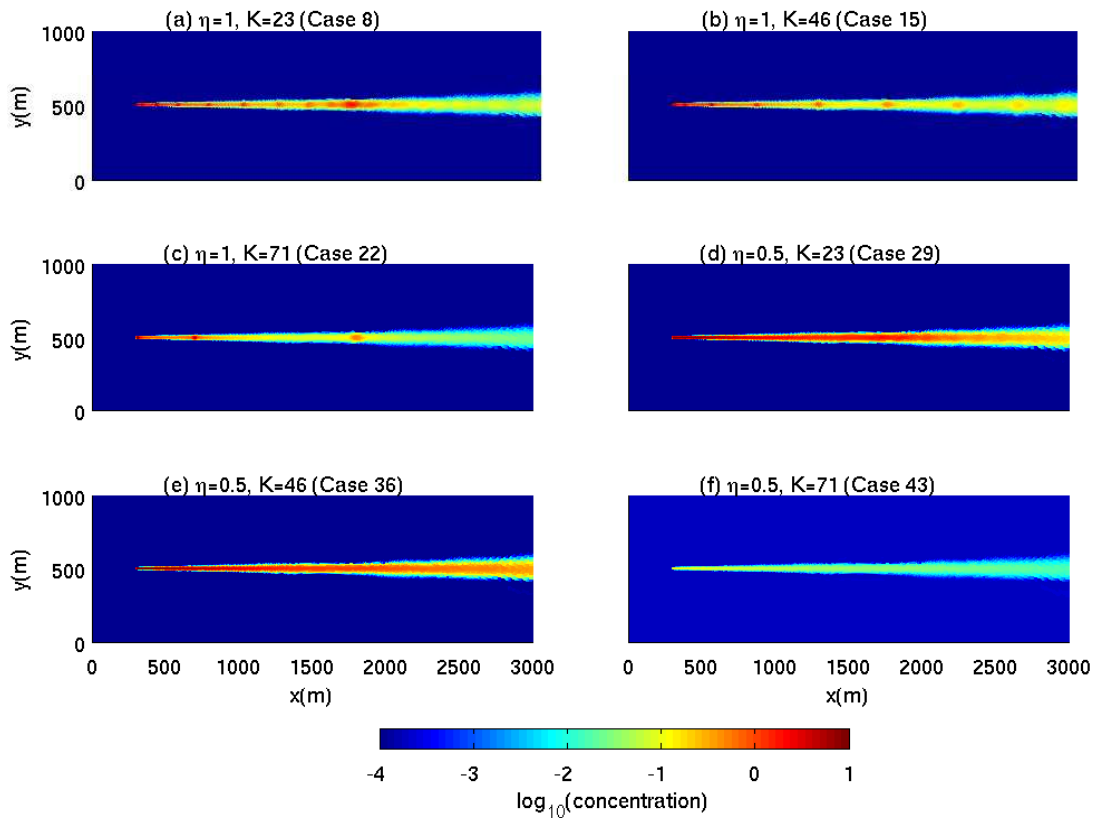 (a) η=1, K=23 (Case 8)
(b) η=1, K=46 (Case 15)
1000
500
0
y(m)
(c) η=1, K=71 (Case 22)
(d) η=0.5, K=23 (Case 29)
1000
500
0
y(m)
(e) η=0.5, K=46 (Case 36)
(f) η=0.5, K=71 (Case 43)
1000
500
0
y(m)
0 500 1000 1500 2000 2500 3000
0 500 1000 1500 2000 2500 3000
x(m)
x(m)
-4 -3 -2 -1 0 1
log10(concentration)